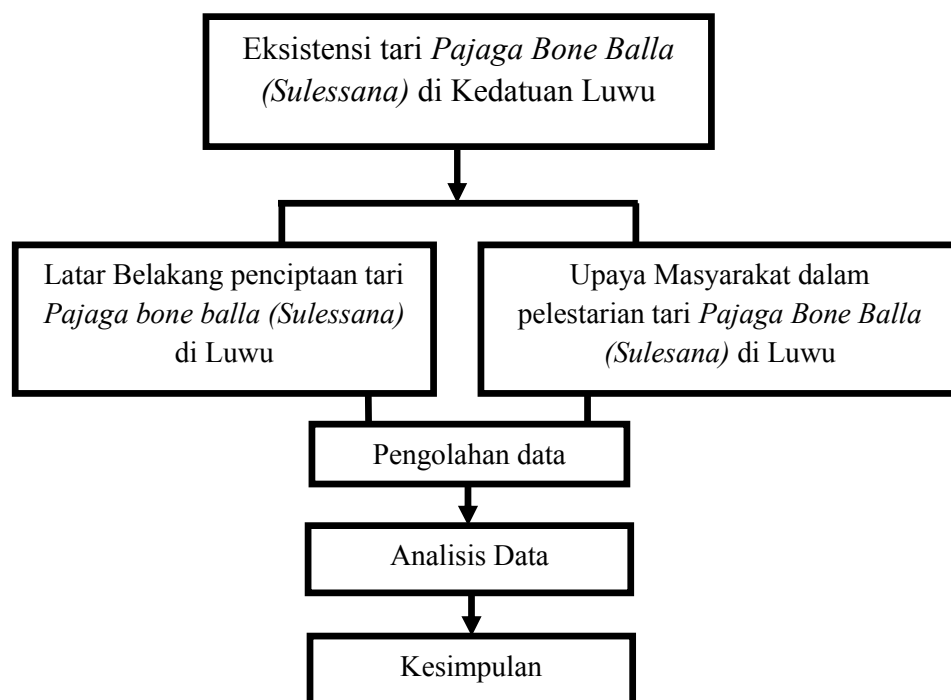 Eksistensi tari Pajaga Bone Balla
(Sulessana) di Kedatuan Luwu
Latar Belakang penciptaan tari
Pajaga bone balla (Sulessana)
di Luwu
Upaya Masyarakat dalam
pelestarian tari Pajaga Bone Balla
(Sulesana) di Luwu
Pengolahan data
Analisis Data
Kesimpulan